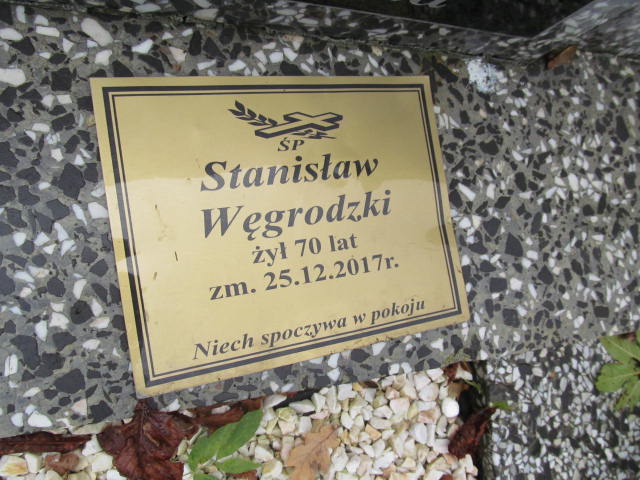 ŚP
Stanisław
Węgrodzki
żył 70 lat
zm. 25.12.2017r.
Niech spoczywa w pokoju